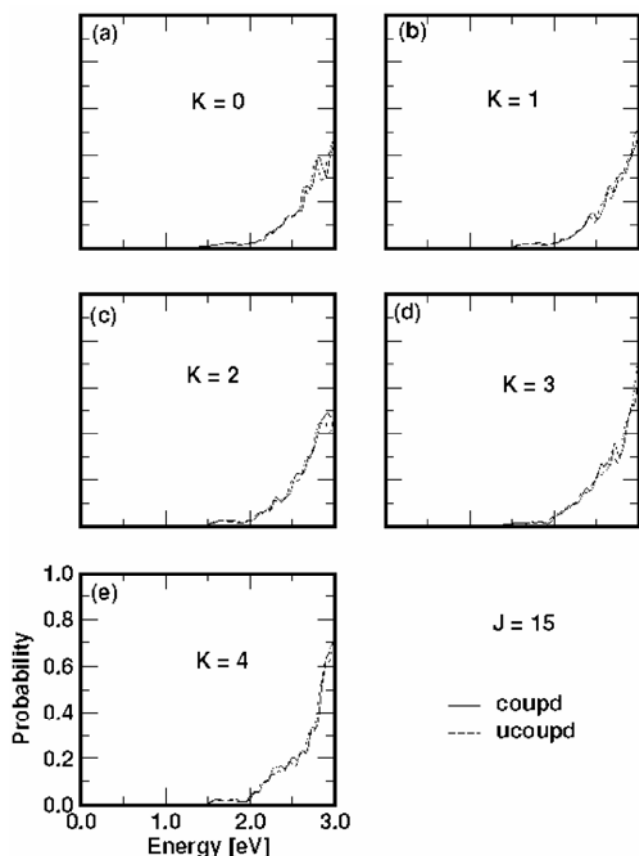 (a)
K = 0
(b)
K = 1
(c)
K = 2
(d)
K = 3
(e)
K = 4
1.0
0.8
0.6
0.4
0.2
0.0
Probability
0.0 1.0 2.0 3.0
Energy [eV]
J = 15
coupd
ucoupd